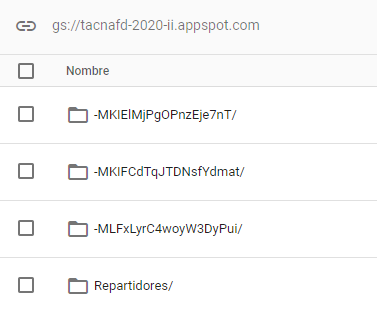 gs://tacnafd-2020-ii.appspot.com
Nombre
-MKIElMjPgOPnzEje7nT/
-MKIFCdTqJTDNsfYdmat/
-MLFxLyrC4woyW3DyPui/
Repartidores/